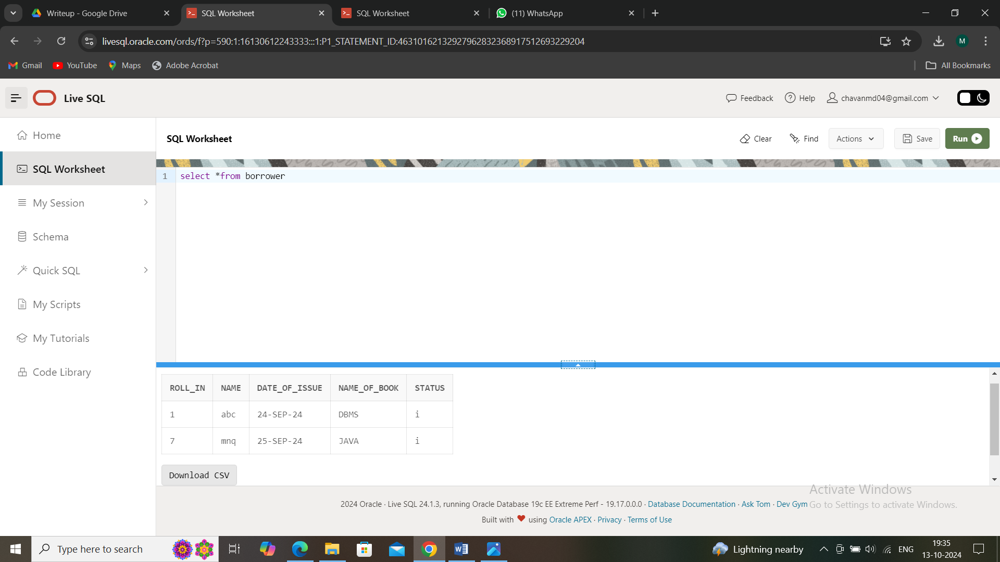 Writeup - Google Drive
SQL Worksheet
SQL Worksheet
(11) WhatsApp
livesql.oracle.com/ords/f?p=590:1:16130612243333:::1:P1_STATEMENT_ID:46310162132927962832368917512693229204
M
Gmail
YouTube
Maps
Adobe Acrobat
All Bookmarks
Live SQL
Feedback
Help
chavanmd04@gmail.com
Home
SQL Worksheet
My Session
Schema
Quick SQL
My Scripts
My Tutorials
Code Library
SQL Worksheet
Clear
Find
Actions
Save
Run
1 select *from borrower
ROLL_IN NAME DATE_OF_ISSUE NAME_OF_BOOK STATUS
1 abc 24-SEP-24 DBMS i
7 mnq 25-SEP-24 JAVA i
Download CSV
Activate Windows
Go to Settings to activate Windows.
2024 Oracle · Live SQL 24.1.3, running Oracle Database 19c EE Extreme Perf - 19.17.0.0.0 · Database Documentation · Ask Tom · Dev Gym
Built with ❤ using Oracle APEX · Privacy · Terms of Use
Type here to search
Lightning nearby
ENG
19:35
13-10-2024